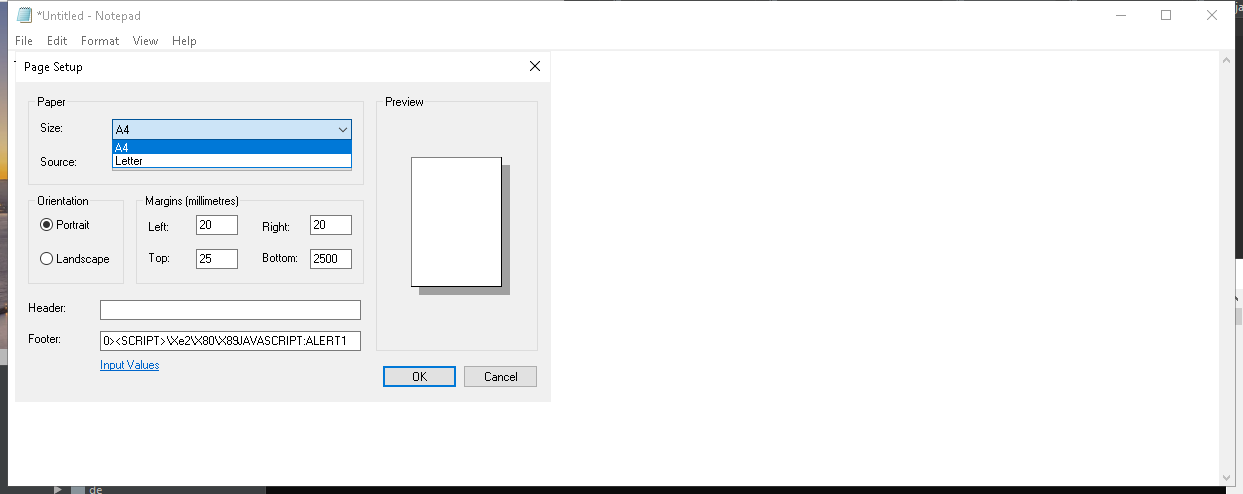 *Untitled - Notepad
File Edit Format View Help
Page Setup
Paper
Preview
Size:
A4
A4
Letter
Source:
Orientation
Margins (millimetres)
Portrait
Left: 20 Right: 20
Landscape
Top: 25 Bottom: 2500
Header:
Footer: 0><SCRIPT>\Xe2\X80\X89JAVASCRIPT:ALERT1
Input Values
OK Cancel
de